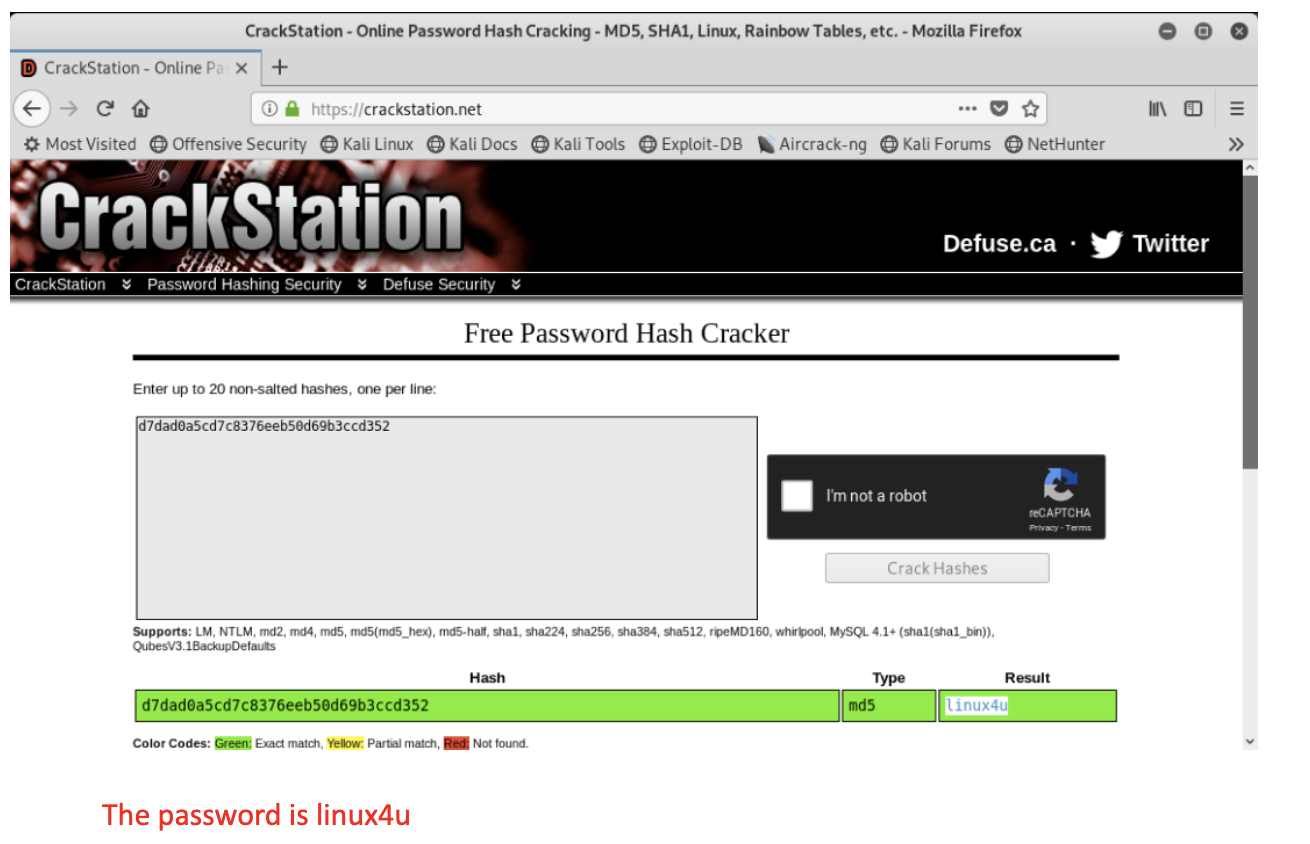 CrackStation - Online Password Hash Cracking - MD5, SHA1, Linux, Rainbow Tables, etc. - Mozilla Firefox
CrackStation - Online Pa
https://crackstation.net
Most Visited Offensive Security Kali Linux Kali Docs Kali Tools Exploit-DB Aircrack-ng Kali Forums NetHunter
CrackStation
Defuse.ca · Twitter
CrackStation Password Hashing Security Defuse Security
Free Password Hash Cracker
Enter up to 20 non-salted hashes, one per line:
d7dad0a5cd7c8376eeb50d69b3ccd352
I'm not a robot
reCAPTCHA
Privacy - Terms
Crack Hashes
Supports: LM, NTLM, md2, md4, md5, md5(md5_hex), md5-half, sha1, sha224, sha256, sha384, sha512, ripeMD160, whirlpool, MySQL 4.1+ (sha1(sha1_bin)),
QubesV3.1BackupDefaults
Hash Type Result
d7dad0a5cd7c8376eeb50d69b3ccd352 md5 linux4u
Color Codes: Green: Exact match, Yellow: Partial match, Red: Not found.
The password is linux4u